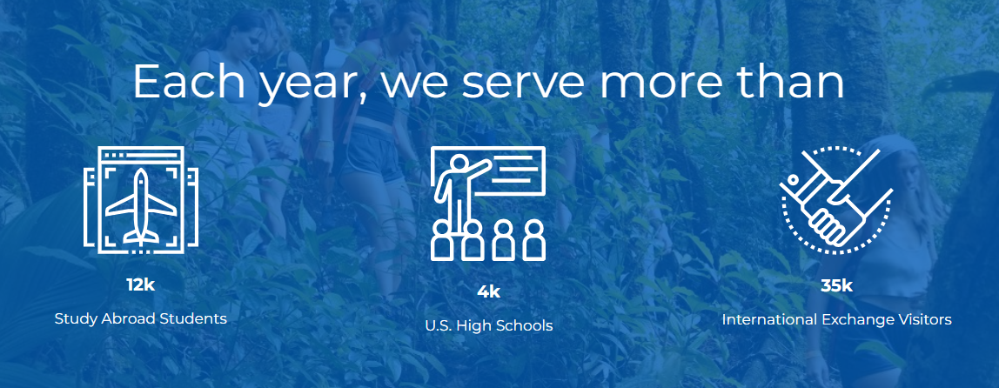 Each year, we serve more than
12k
Study Abroad Students
4k
U.S. High Schools
35k
International Exchange Visitors